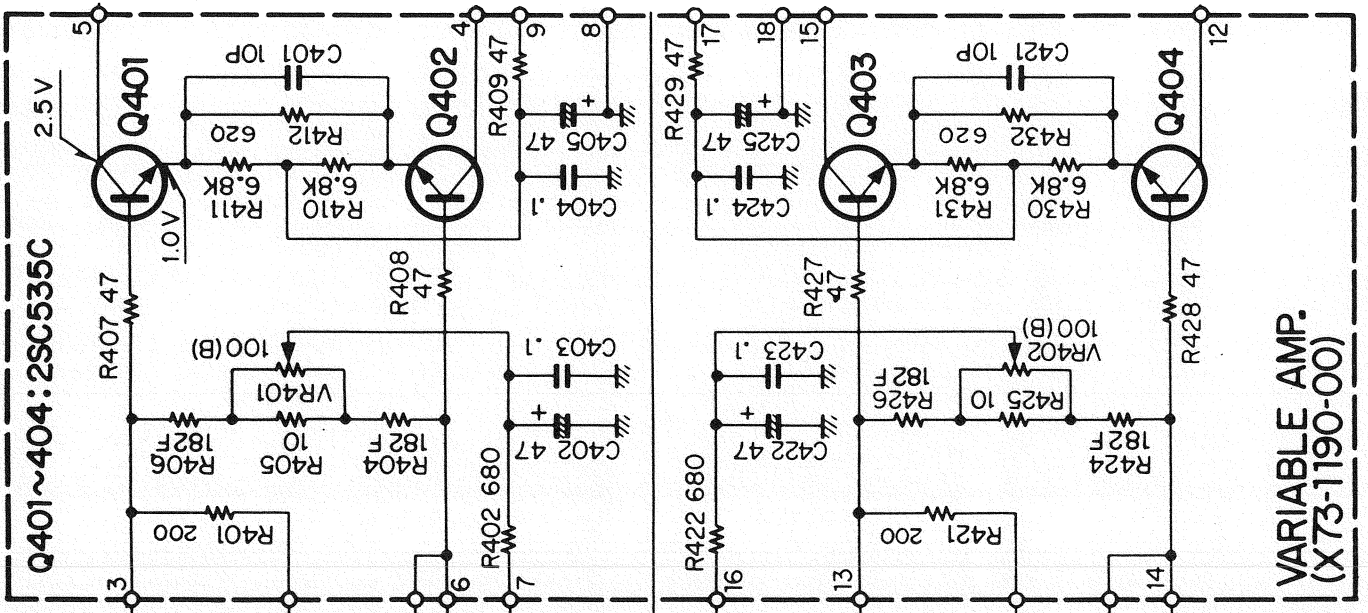 Q401~404:2SC535C
5
2.5V
Q401
1.0V
C401
10P
R412
620
R411
6.8K
R410
6.8K
Q402
4
R409 47
9
8
+
C405 47
C404 .1
R407 47
R408
47
100(B)
VR401
R406
182F
R405
10
R404
182F
C403 .1
+
C402 47
R402 680
R401 200
3
6
7
17
18
15
R429 47
+
C425 47
C424 .1
Q403
C421
10P
R432
620
R431
6.8K
R430
6.8K
Q404
12
R427
47
R428 47
VR402
100(B)
C423 .1
+
C422 47
R422 680
R426
182F
R425 10
R424
182F
R421 200
16
13
14
VARIABLE AMP.
(X73-1190-00)